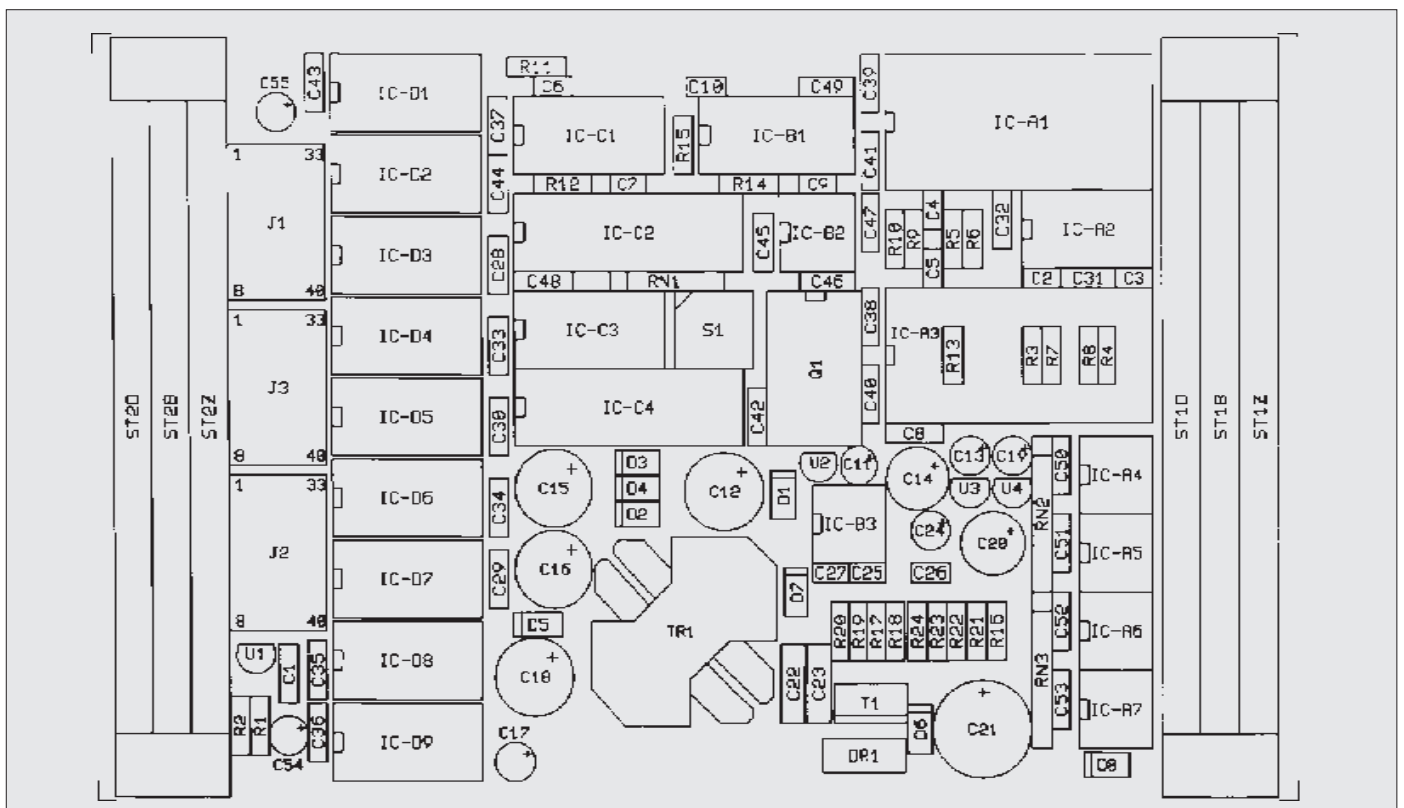 C55
C43
IC-D1
R11
C6
C10
C49
C39
IC-A1
C37
IC-C1
R15
IC-B1
C41
1
33
IC-D2
C44
R12
C7
R14
C9
J1
IC-D3
C28
IC-C2
C45
IC-B2
C47
R10
R9
C4
C5
R5
R6
C32
IC-A2
8
40
C48
RN1
C46
C2
C31
C3
1
33
IC-D4
C33
IC-C3
S1
Q1
C38
IC-A3
R13
R3
R7
R8
R4
J3
IC-D5
C30
IC-C4
C42
C40
ST2D
ST2B
ST2Z
ST1D
ST1B
ST1Z
C8
8
40
1
33
IC-D6
C34
C15
D3
D4
D2
C12
D1
U2
C11
C14
C13
C19
U3
U4
RN2
C50
IC-A4
J2
IC-B3
C24
C20
C51
IC-A5
IC-D7
C29
C16
C27
C25
C26
D7
8
40
D5
TR1
R20
R19
R17
R18
R24
R23
R22
R21
R16
C52
IC-A6
U1
C1
C35
IC-D8
C18
C22
C23
T1
RN3
C53
IC-A7
R2
R1
C54
C36
IC-D9
C17
DR1
D6
C21
D8